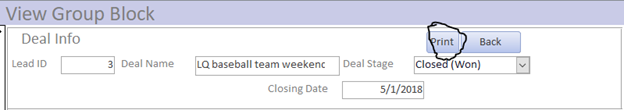 View Group Block
Deal Info Print Back
Lead ID 3 Deal Name LQ baseball team weekend Deal Stage Closed (Won)
Closing Date 5/1/2018